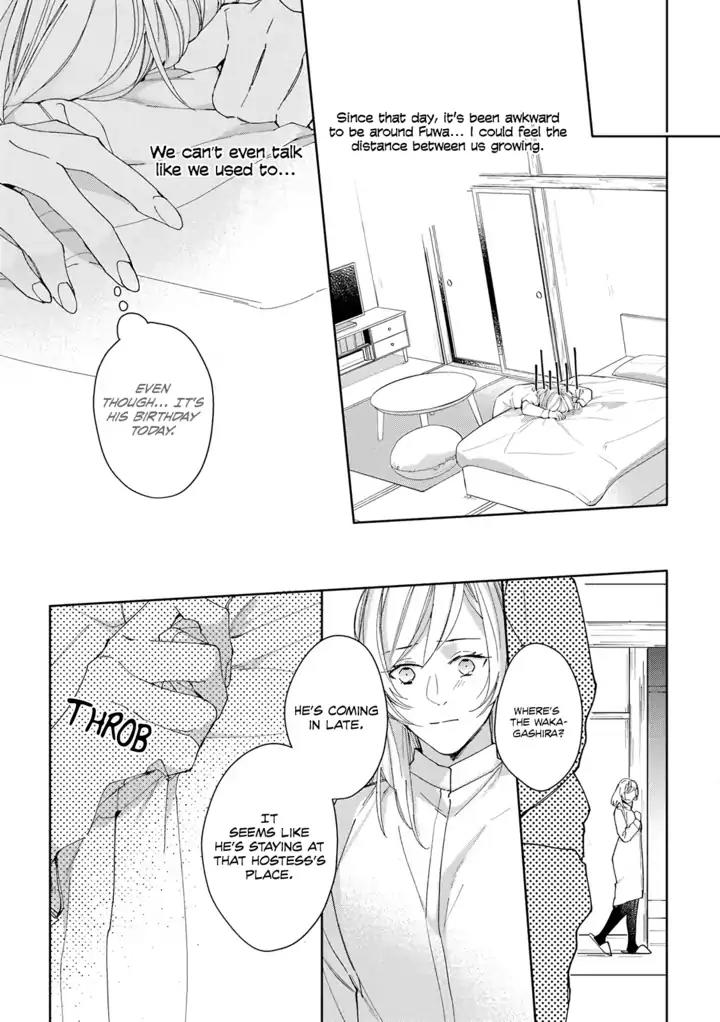 Since that day, it's been awkward
to be around Fuwa... I could feel the
distance between us growing.
We can't even talk
like we used to...
EVEN
THOUGH... IT'S
HIS BIRTHDAY
TODAY.
WHERE'S
THE WAKA-
GASHIRA?
HE'S COMING
IN LATE.
IT
SEEMS LIKE
HE'S STAYING AT
THAT HOSTESS'S
PLACE.
THROB